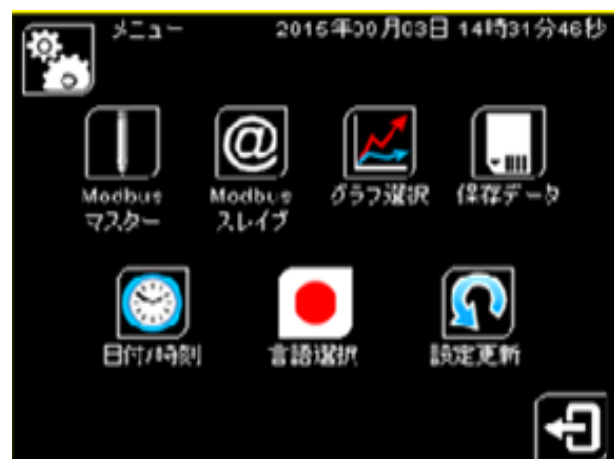 メニュー
2015年09月03日 14時31分46秒
Modbus
マスター
Modbus
スレイブ
グラフ選択
保存データ
日付/時刻
言語選択
設定更新